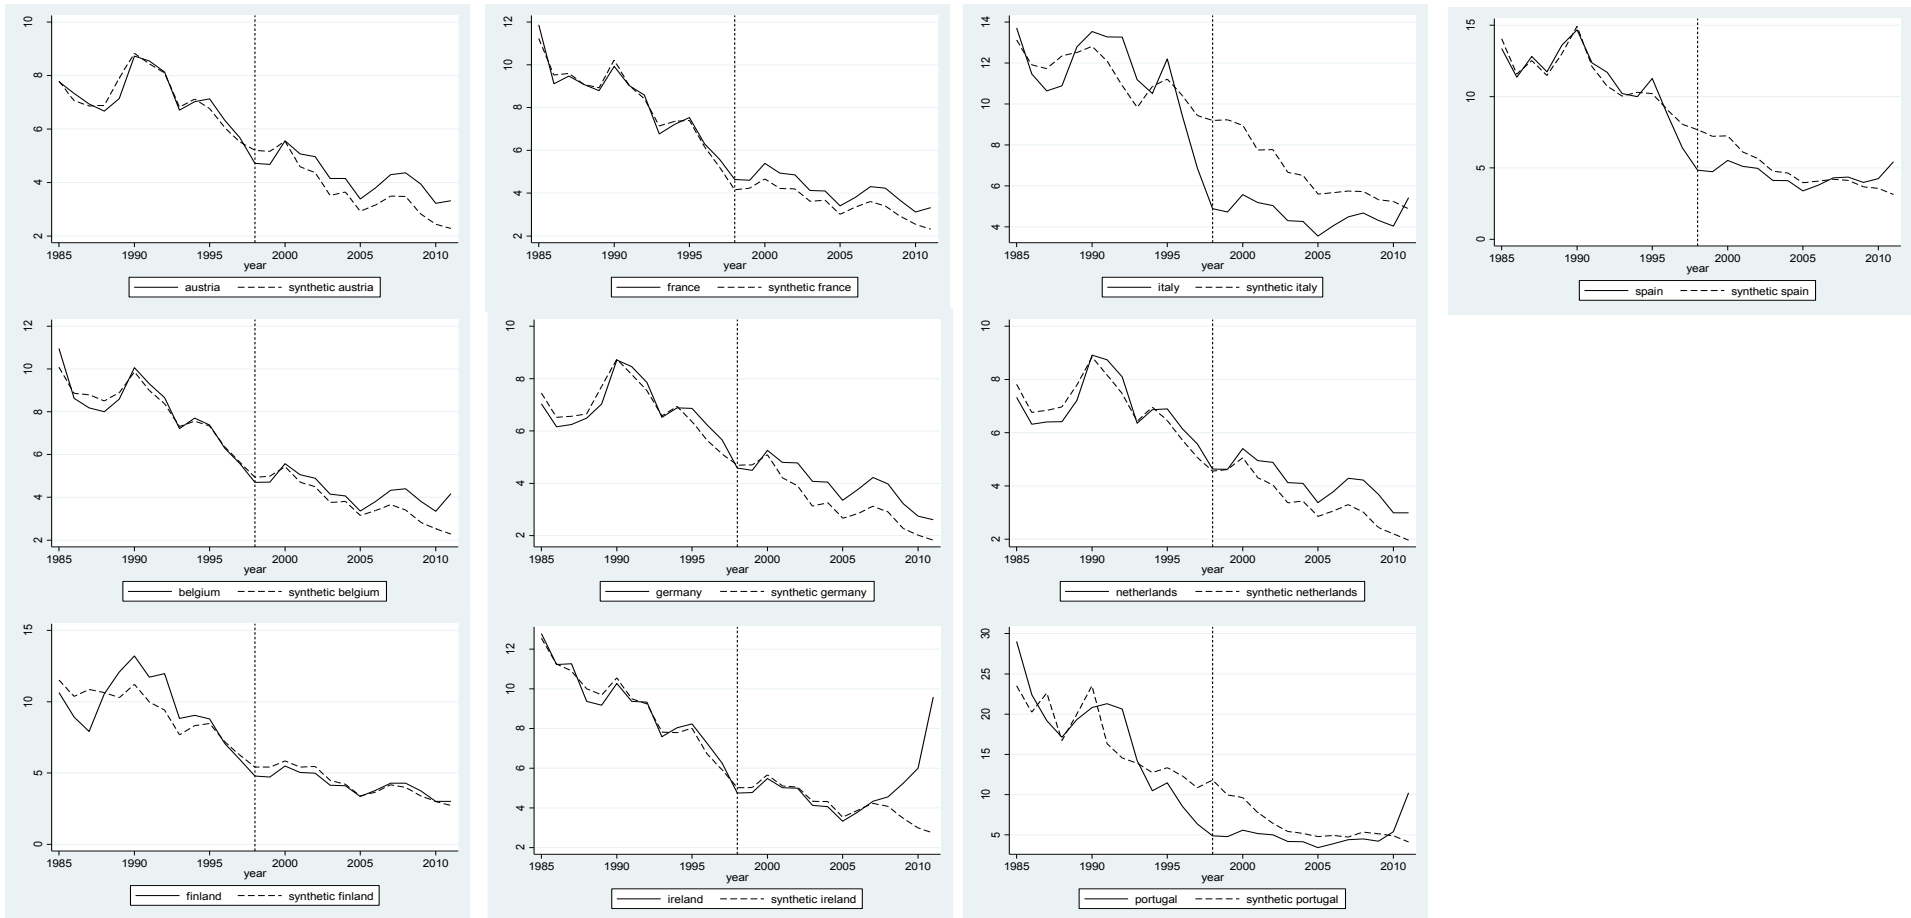 10
8
6
4
2
1985 1990 1995 2000 2005 2010
year
austria synthetic austria
12
10
8
6
4
2
1985 1990 1995 2000 2005 2010
year
france synthetic france
14
12
10
8
6
4
1985 1990 1995 2000 2005 2010
year
italy synthetic italy
15
10
5
0
1985 1990 1995 2000 2005 2010
year
spain synthetic spain
12
10
8
6
4
2
1985 1990 1995 2000 2005 2010
year
belgium synthetic belgium
10
8
6
4
2
1985 1990 1995 2000 2005 2010
year
germany synthetic germany
10
8
6
4
2
1985 1990 1995 2000 2005 2010
year
netherlands synthetic netherlands
15
10
5
0
1985 1990 1995 2000 2005 2010
year
finland synthetic finland
12
10
8
6
4
2
1985 1990 1995 2000 2005 2010
year
ireland synthetic ireland
30
25
20
15
10
5
1985 1990 1995 2000 2005 2010
year
portugal synthetic portugal